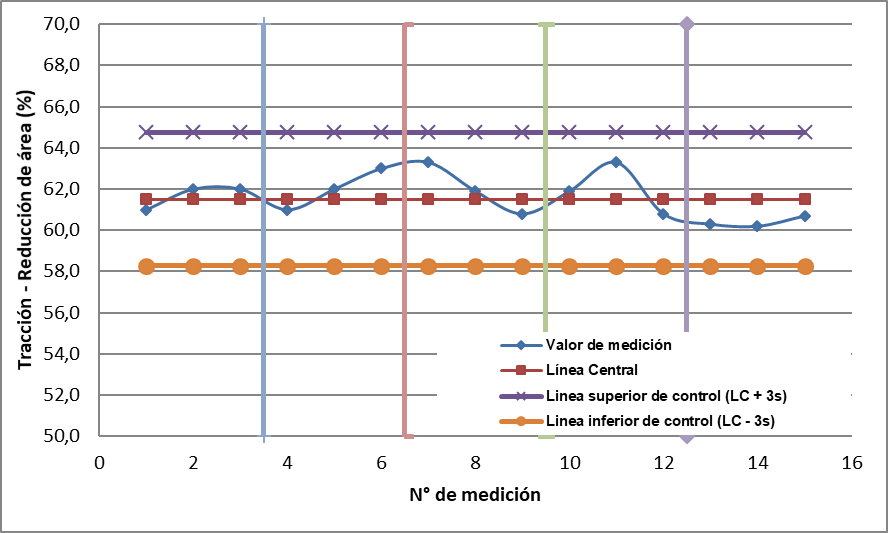 Tracción - Reducción de área (%)
70,0
68,0
66,0
64,0
62,0
60,0
58,0
56,0
54,0
52,0
50,0
Valor de medición
Línea Central
Linea superior de control (LC + 3s)
Linea inferior de control (LC - 3s)
0 2 4 6 8 10 12 14 16
N° de medición